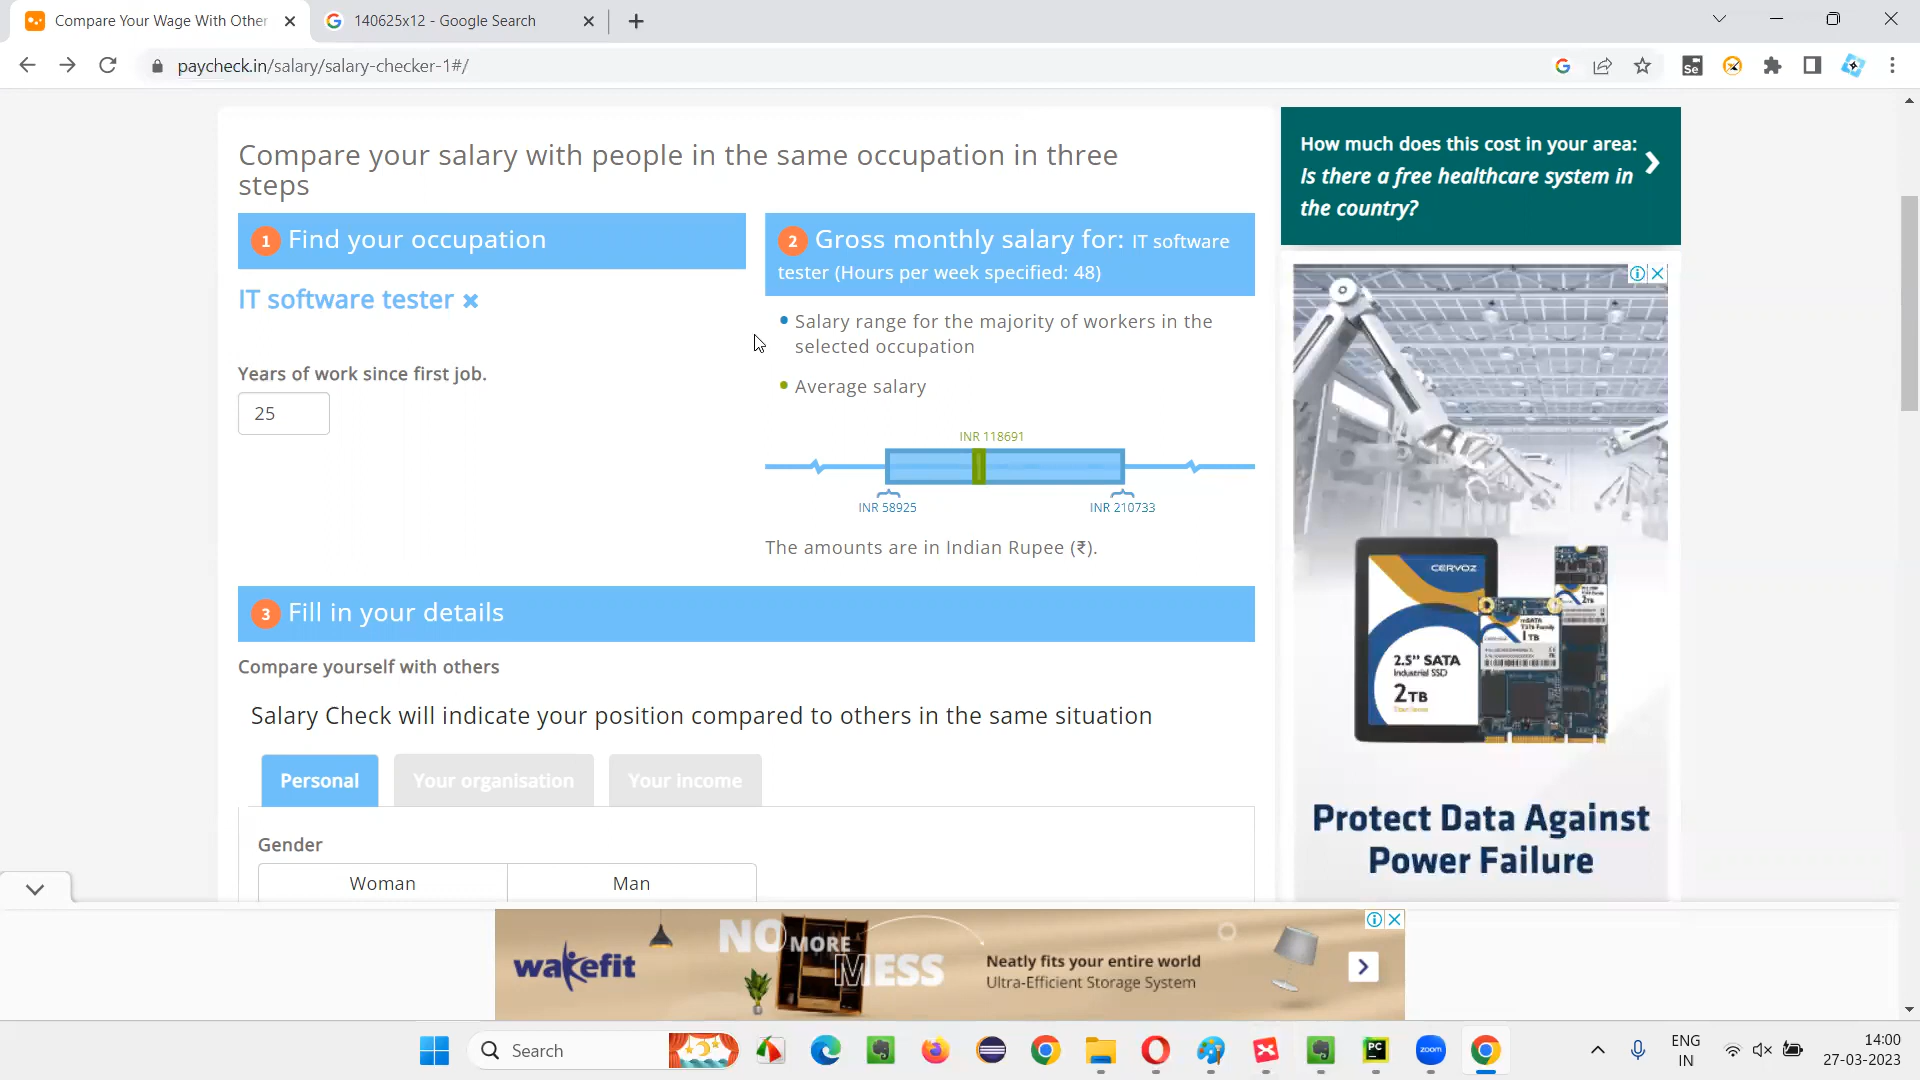 Compare Your Wage With Other
140625x12 - Google Search
paycheck.in/salary/salary-checker-1#/
Compare your salary with people in the same occupation in three
steps
1 Find your occupation
IT software tester
Years of work since first job.
25
2 Gross monthly salary for: IT software
tester (Hours per week specified: 48)
Salary range for the majority of workers in the
selected occupation
Average salary
INR 118691
INR 58925
INR 210733
The amounts are in Indian Rupee (₹).
3 Fill in your details
Compare yourself with others
Salary Check will indicate your position compared to others in the same situation
Personal
Your organisation
Your income
Gender
Woman
Man
How much does this cost in your area:
Is there a free healthcare system in
the country?
CERVOZ
2.5" SATA
Industrial SSD
2TB
mSATA
T376 Family
1TB
2TB
Protect Data Against
Power Failure
wakefit
NO MORE
MESS
Neatly fits your entire world
Ultra-Efficient Storage System
Search
Se
PC
zoom
ENG
IN
14:00
27-03-2023